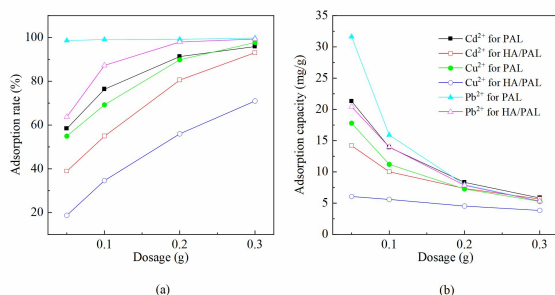 100
80
60
40
20
Adsorption rate (%)
0.1
0.2
0.3
Dosage (g)
(a)
35
30
25
20
15
10
5
0
Adsorption capacity (mg/g)
Cd²⁺ for PAL
Cd²⁺ for HA/PAL
Cu²⁺ for PAL
Cu²⁺ for HA/PAL
Pb²⁺ for PAL
Pb²⁺ for HA/PAL
0.1
0.2
0.3
Dosage (g)
(b)